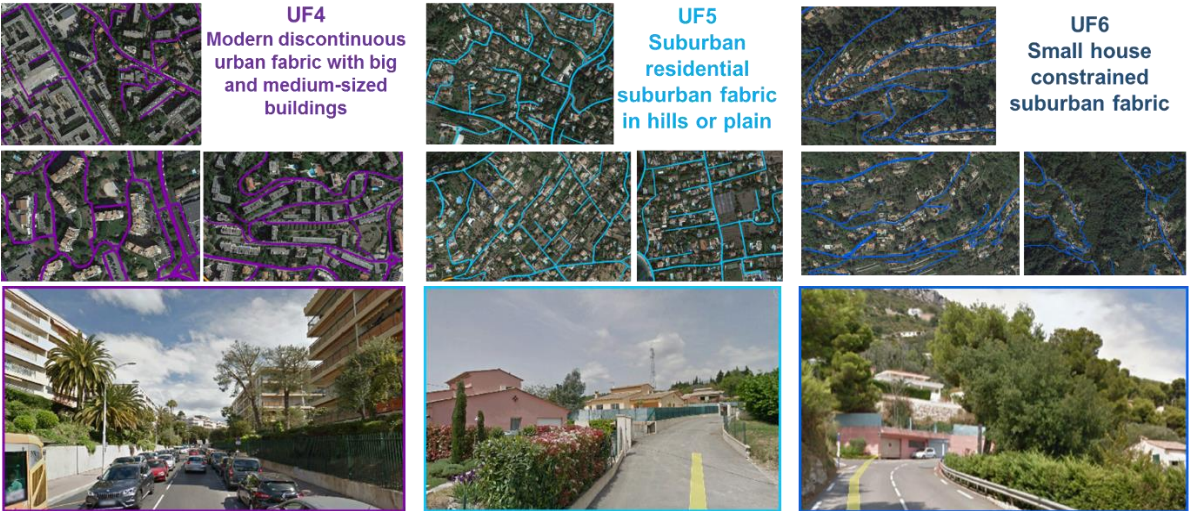 UF4
Modern discontinuous
urban fabric with big
and medium-sized
buildings
UF5
Suburban
residential
suburban fabric
in hills or plain
UF6
Small house
constrained
suburban fabric